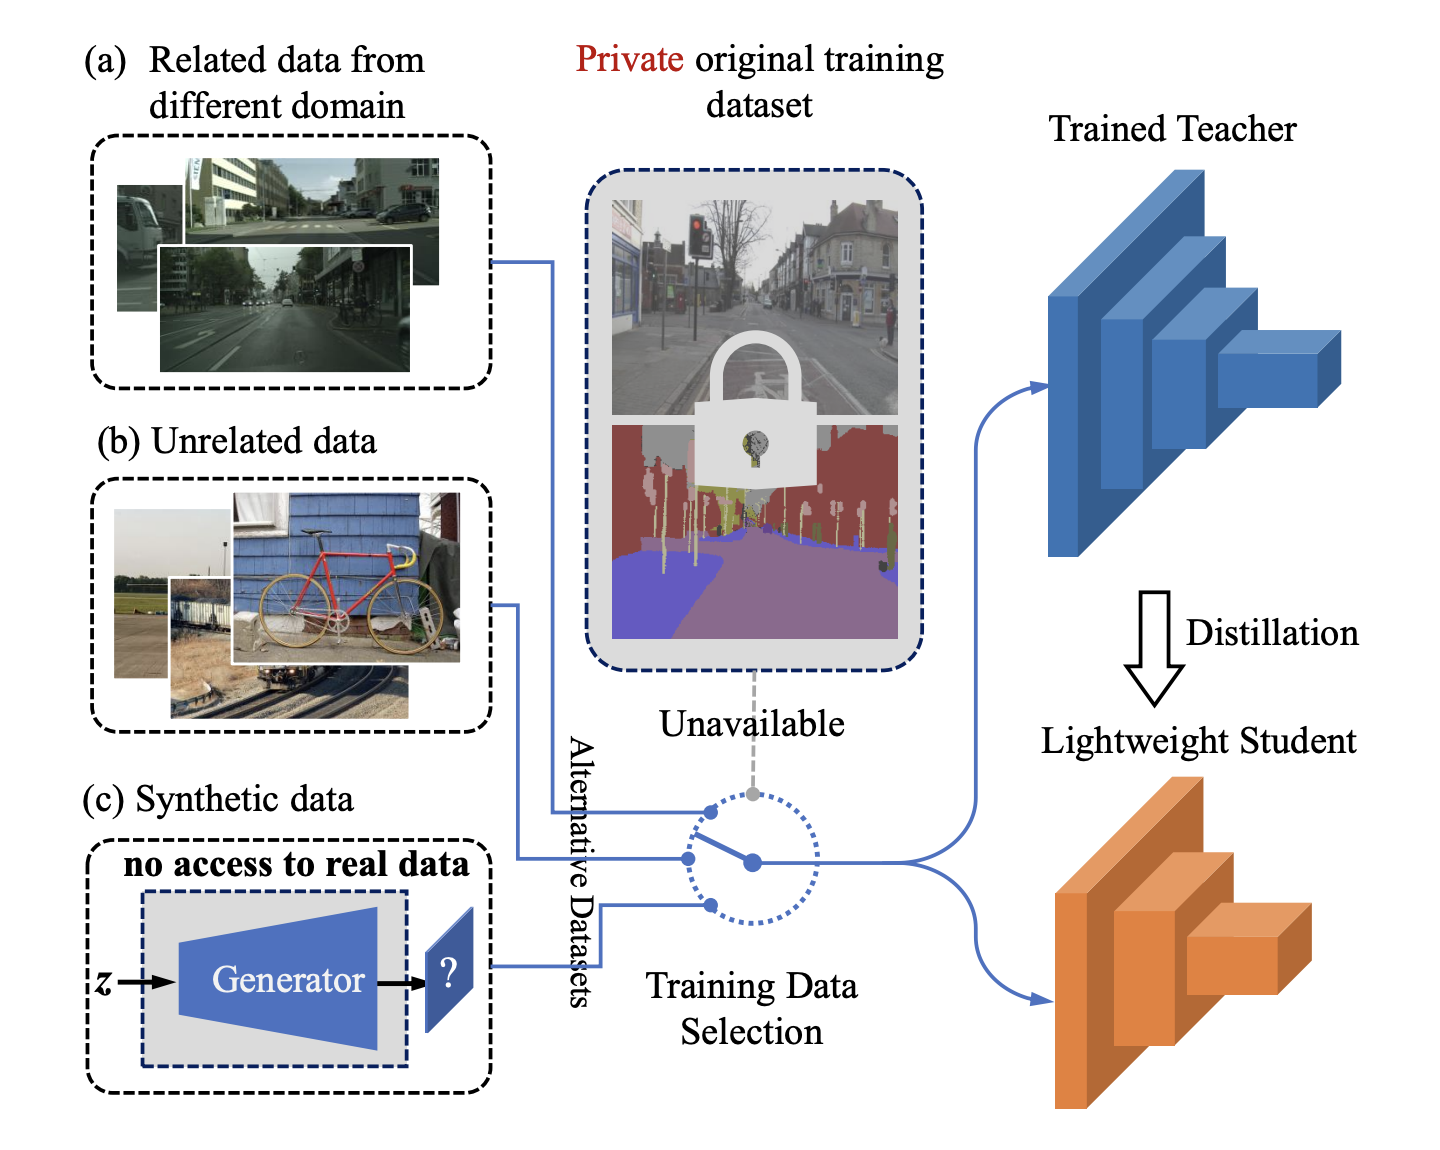 (a) Related data from
different domain
Private original training
dataset
Trained Teacher
(b) Unrelated data
Distillation
Unavailable
Lightweight Student
Alternative Datasets
(c) Synthetic data
no access to real data
z
Generator
?
Training Data
Selection